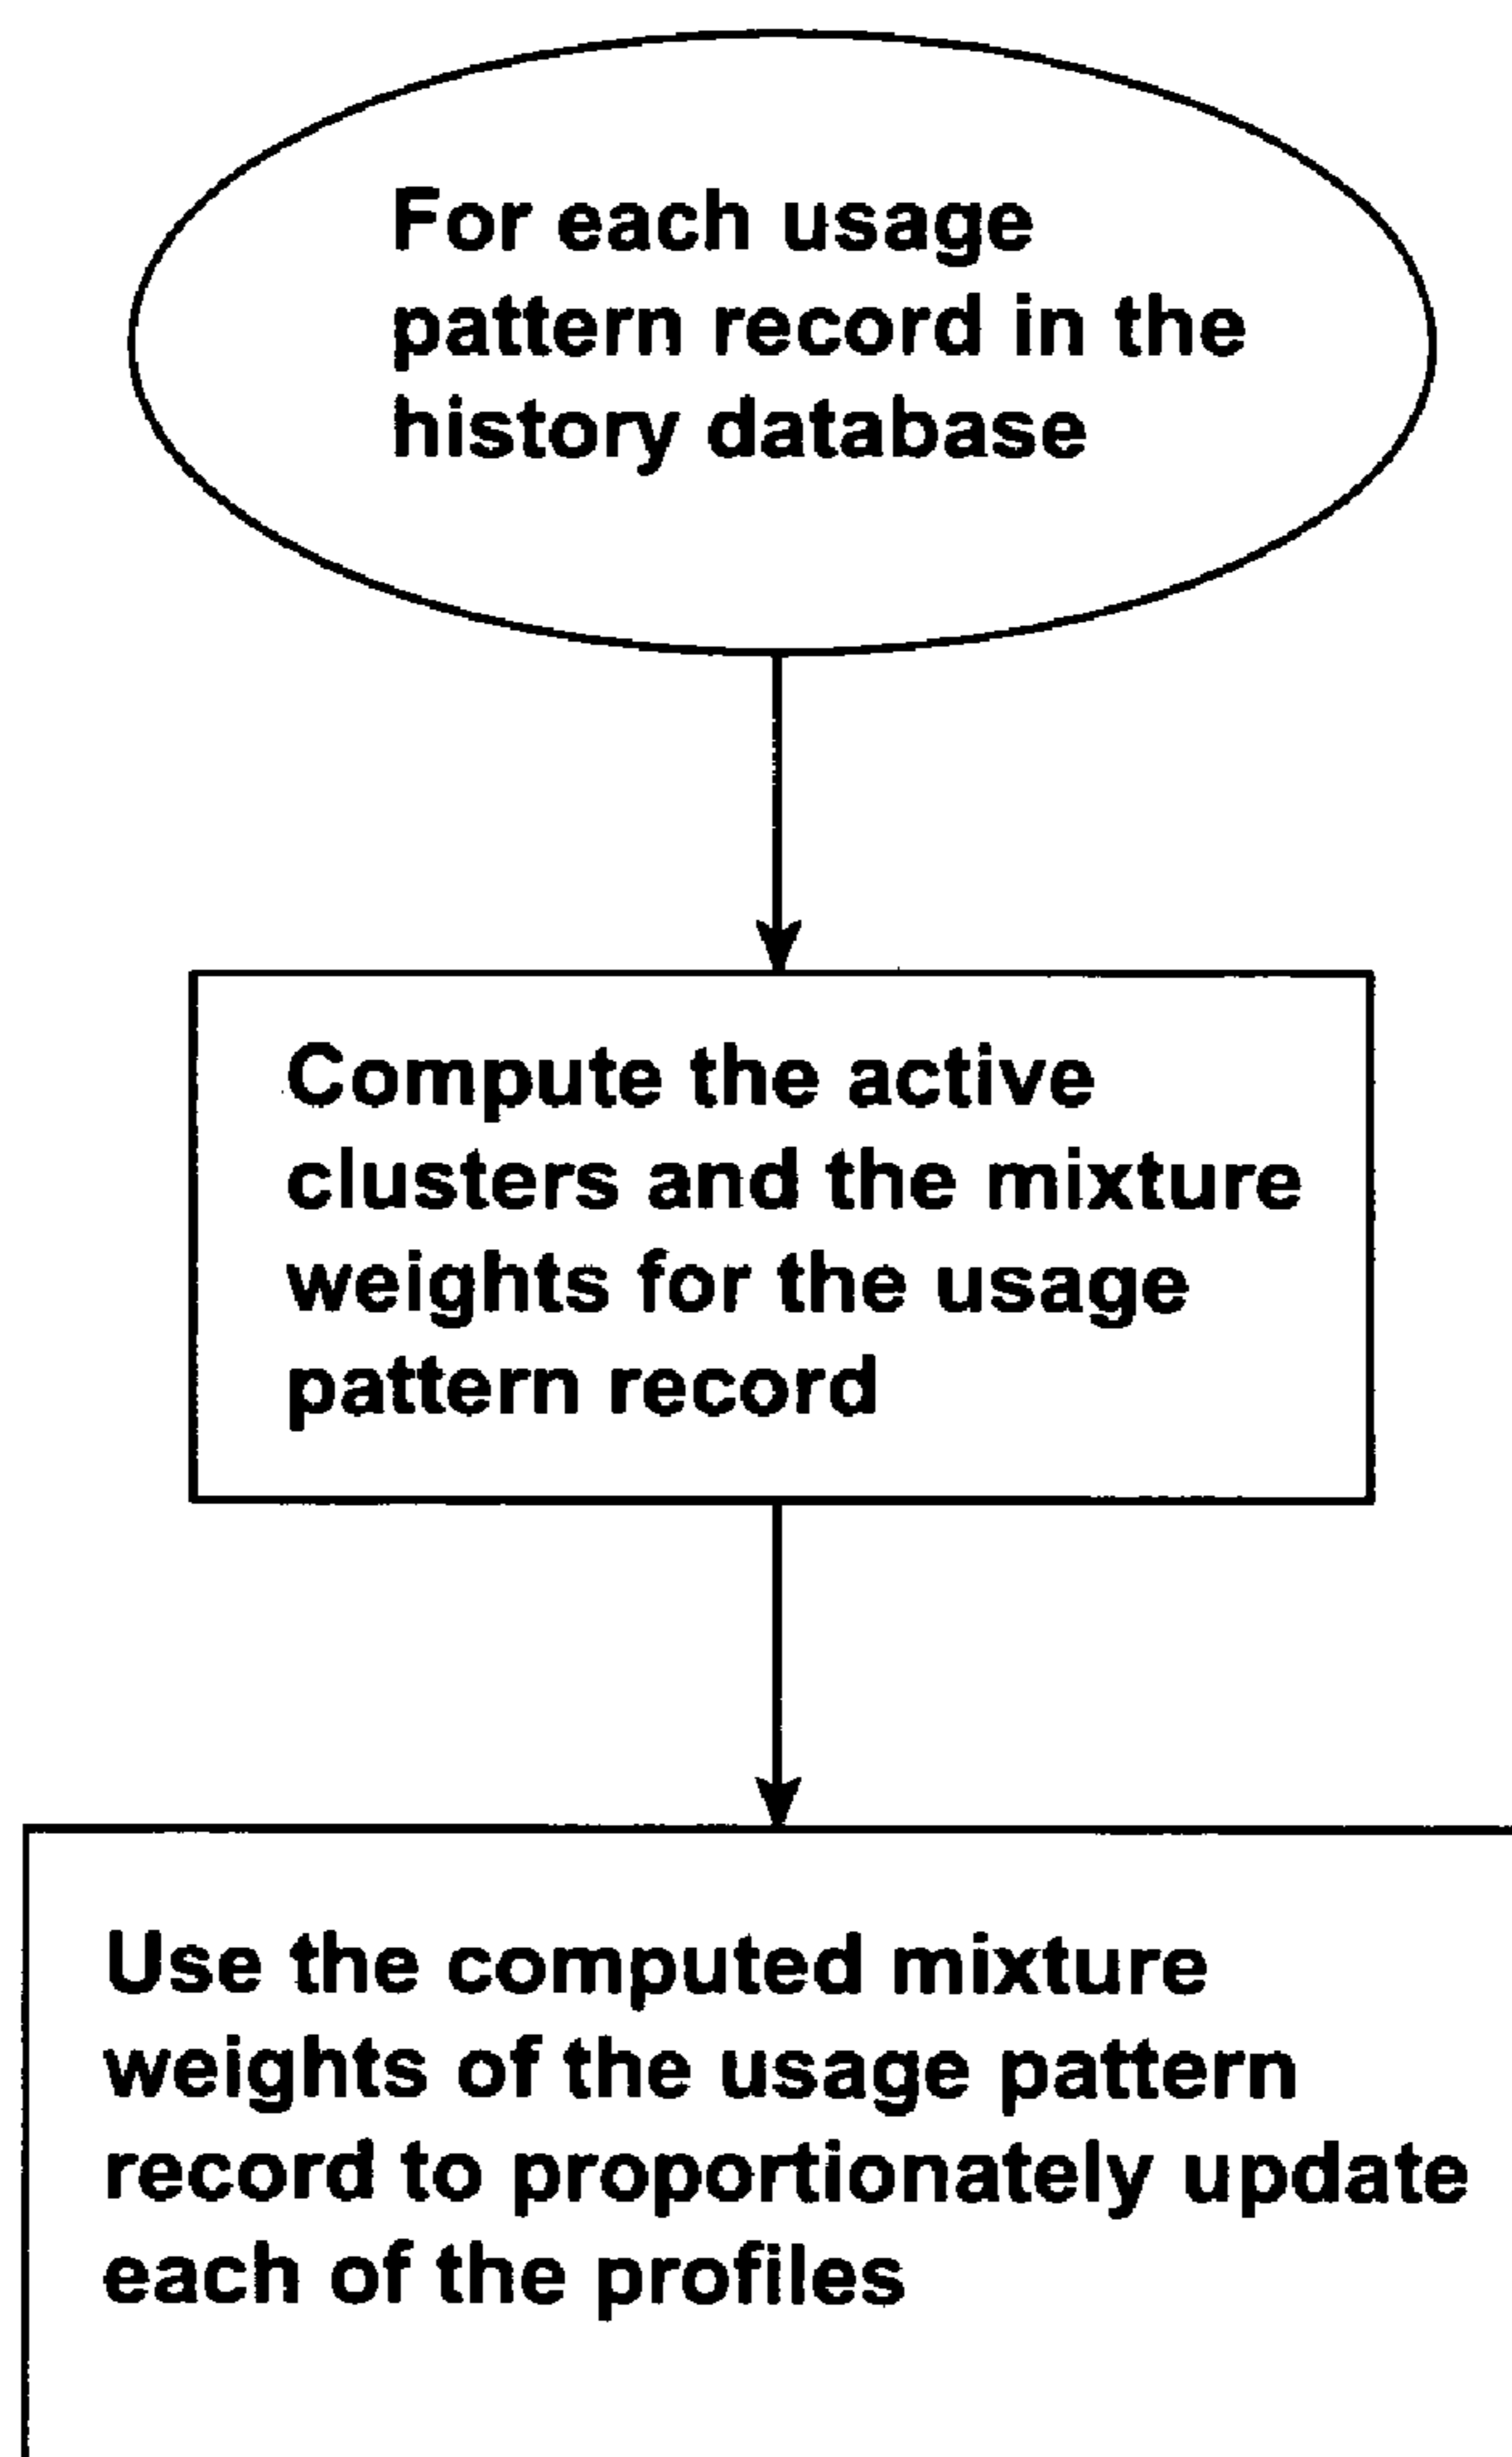 For each usage
pattern record in the
history database
Compute the active
clusters and the mixture
weights for the usage
pattern record
Use the computed mixture
weights of the usage pattern
record to proportionately update
each of the profiles